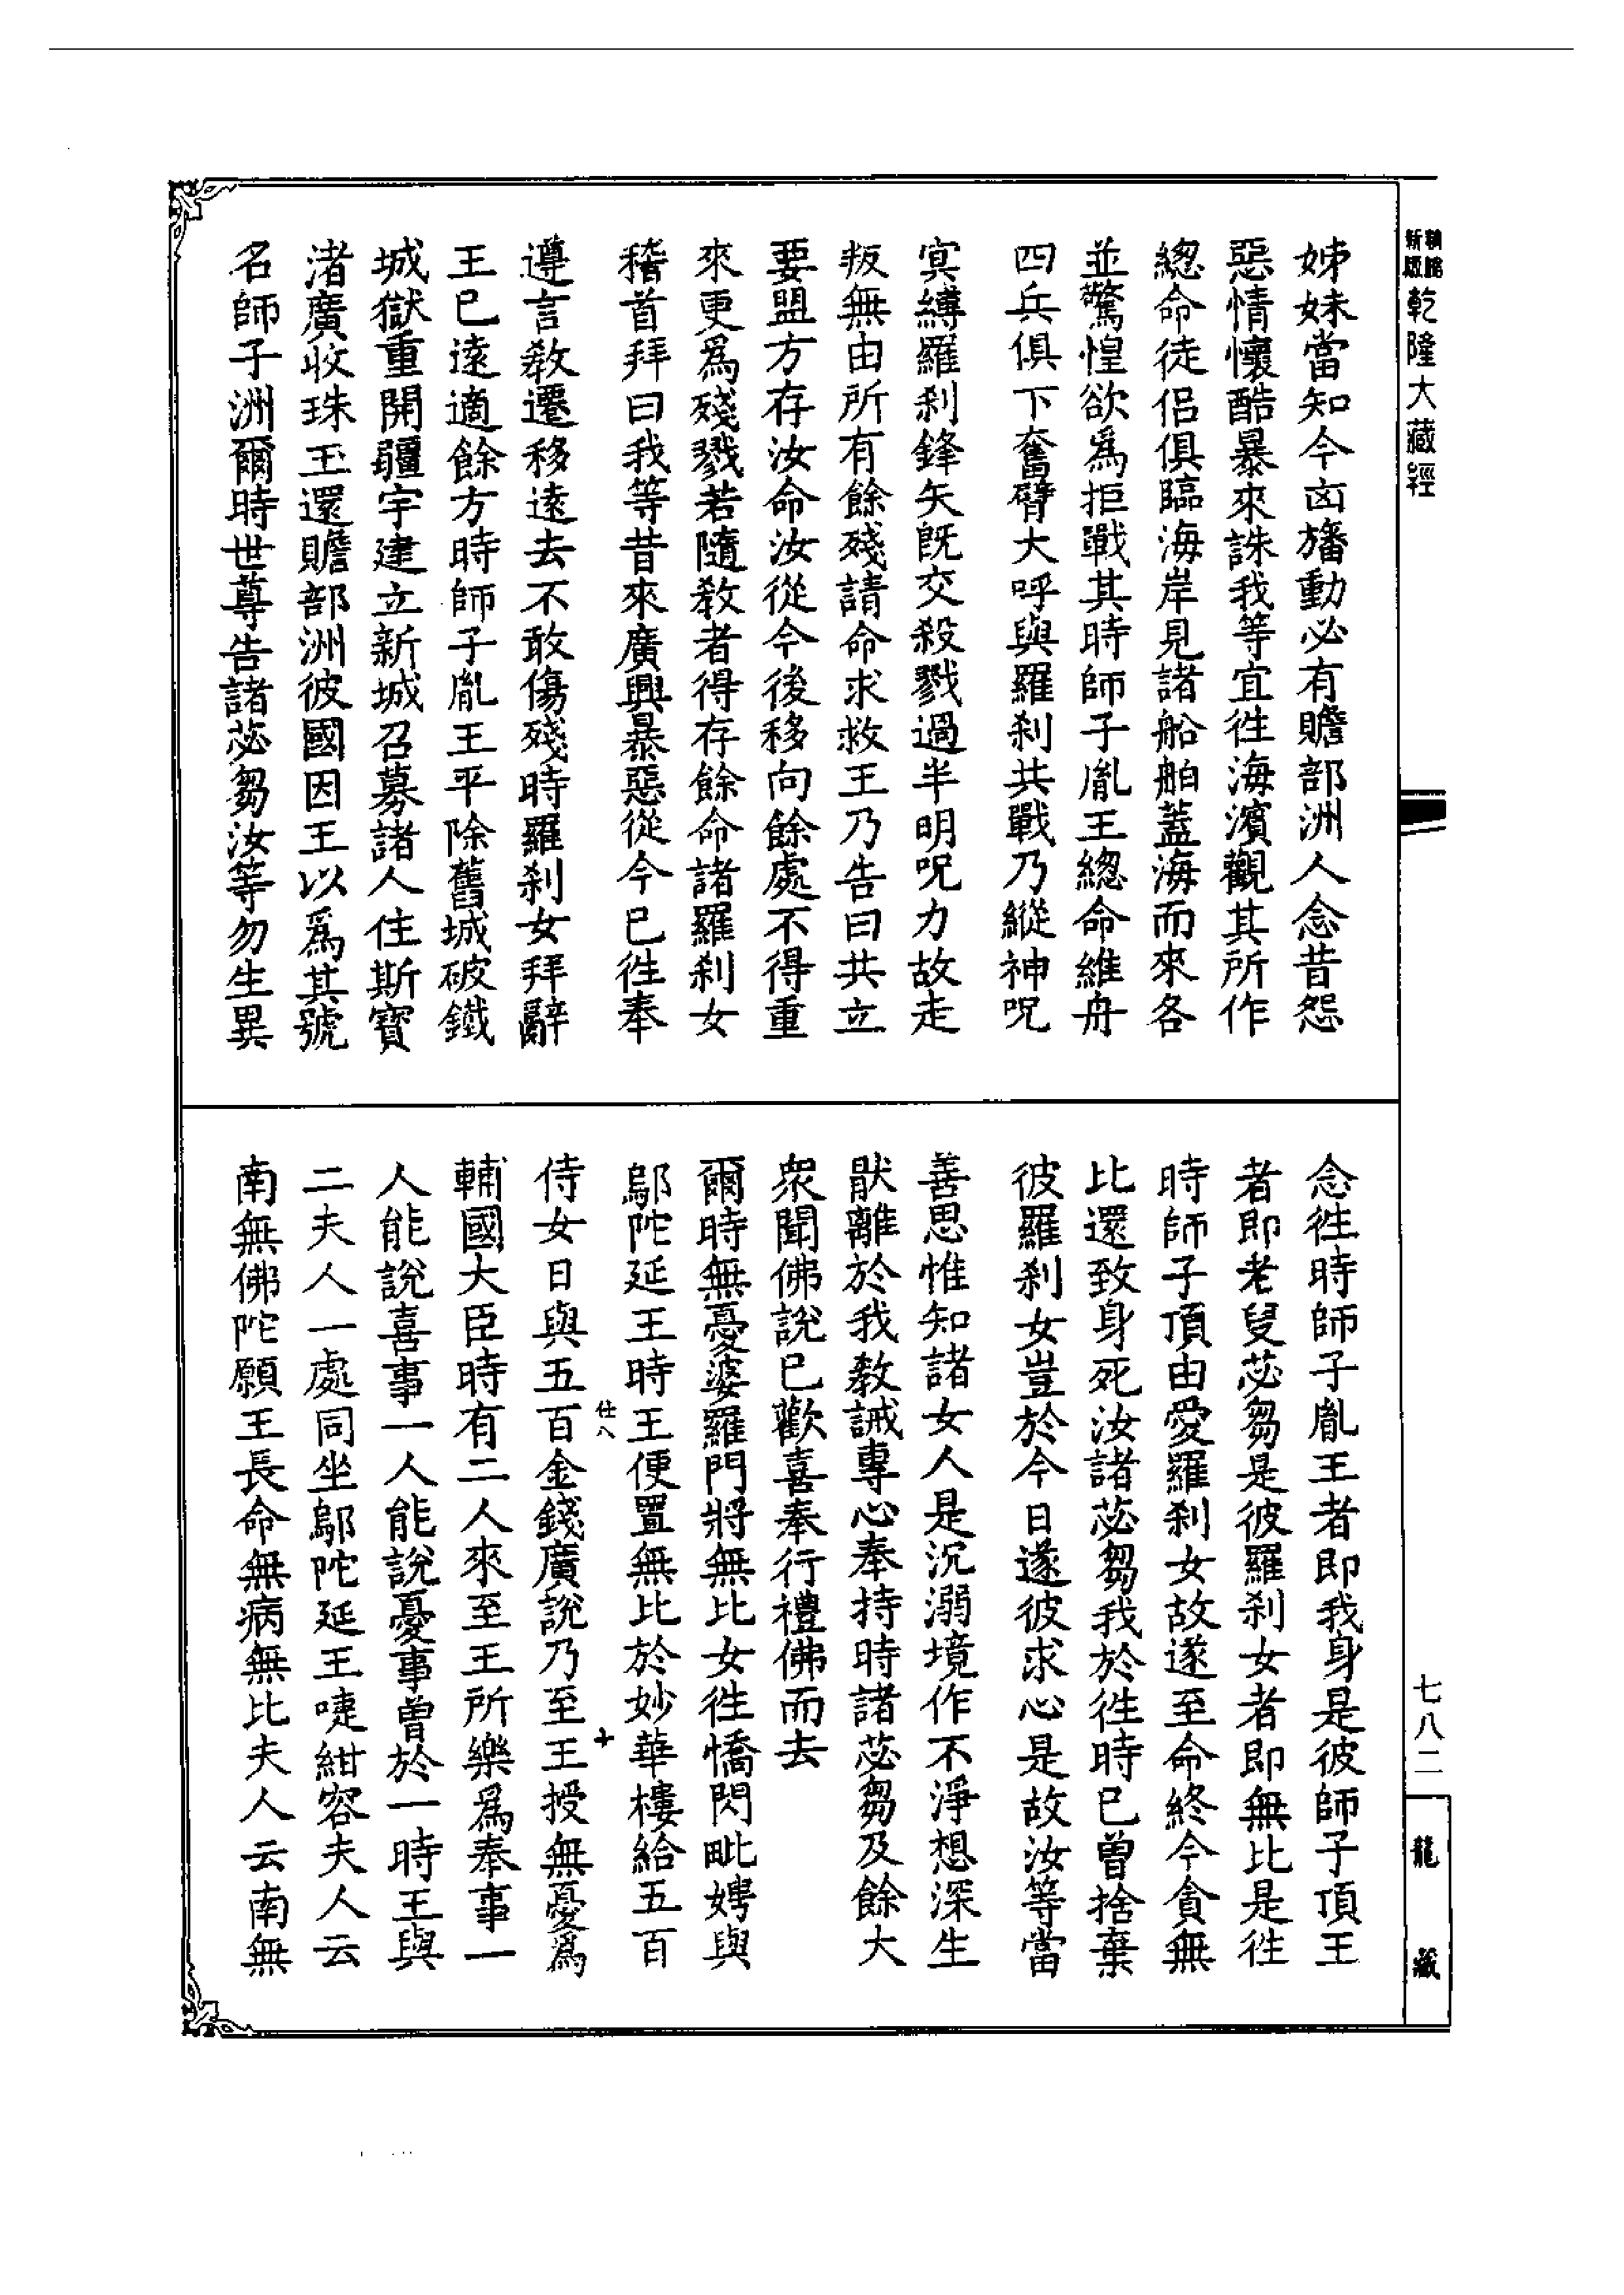 新版精縮乾隆大藏經
姊妹當知今凶旛動必有贍部洲人念昔怨
惡情懷酷暴來誅我等宜徃海濱觀其所作
緫命徒侶俱臨海岸見諸船舶蓋海而來各
並驚惶欲爲拒戰其時師子胤王緫命維舟
四兵俱下奮臂大呼與羅刹共戰乃縱神呪
冥縳羅刹鋒矢旣交殺戮過半明呪力故走
叛無由所有餘殘請命求救王乃告曰共立
要盟方存汝命汝從今後移向餘處不得重
來更爲殘戮若隨敎者得存餘命諸羅刹女
稽首拜曰我等昔來廣興暴惡從今已徃奉
遵言敎遷移遠去不敢傷殘時羅刹女拜辭
王已遠適餘方時師子胤王平除舊城破鐵
城獄重開疆宇建立新城召募諸人住斯寶
渚廣收珠玉還贍部洲彼國因王以爲其號
名師子洲爾時世尊告諸苾芻汝等勿生異
念徃時師子胤王者即我身是彼師子頂王
者即老叟苾芻是彼羅刹女者即無比是徃
時師子頂由愛羅刹女故遂至命終今貪無
比還致身死汝諸苾芻我於徃時已曾捨棄
彼羅刹女豈於今日遂彼求心是故汝等當
善思惟知諸女人是沉溺境作不淨想深生
猒離於我敎誡專心奉持時諸苾芻及餘大
衆聞佛說已歡喜奉行禮佛而去
爾時無憂婆羅門將無比女徃憍閃毗娉與
鄔陀延王時王便置無比於妙華樓給五百
仕八 十
侍女日與五百金錢廣說乃至王授無憂爲
輔國大臣時有二人來至王所樂爲奉事一
人能說喜事一人能說憂事曾於一時王與
二夫人一處同坐鄔陀延王嚏紺容夫人云
南無佛陀願王長命無病無比夫人云南無
七八二
龍藏